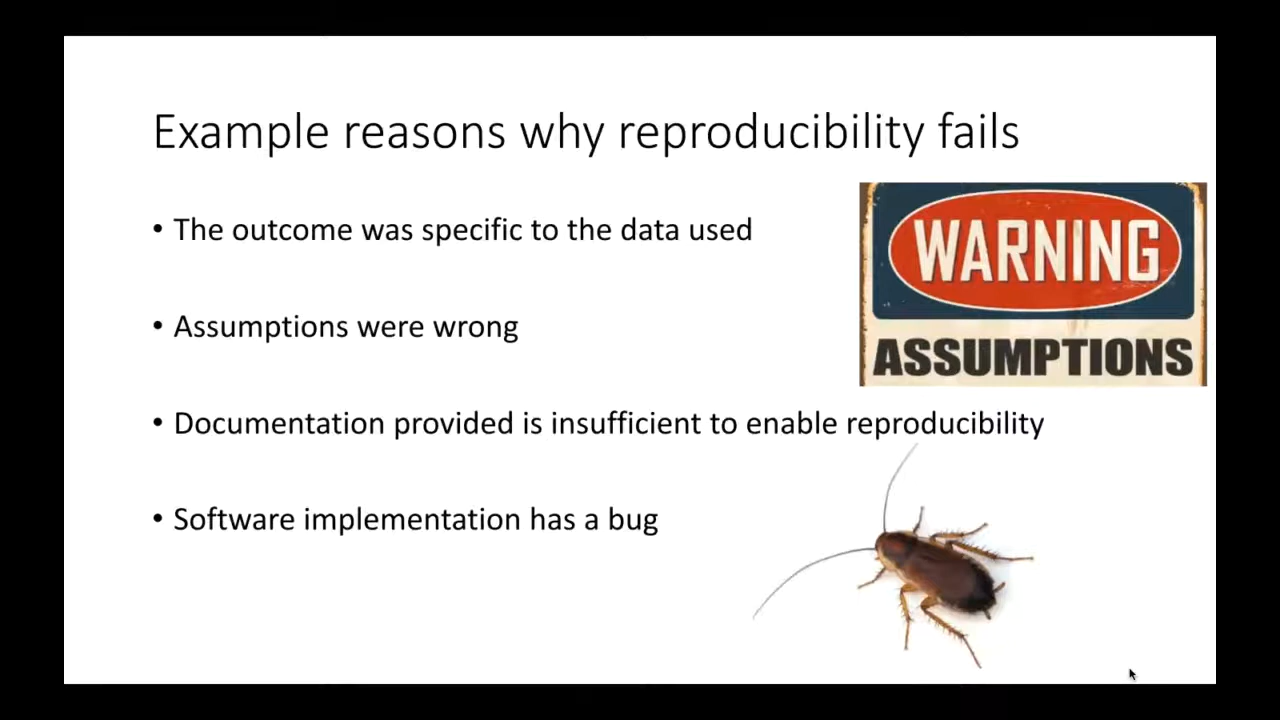 Example reasons why reproducibility fails
• The outcome was specific to the data used
WARNING
ASSUMPTIONS
• Assumptions were wrong
• Documentation provided is insufficient to enable reproducibility
• Software implementation has a bug